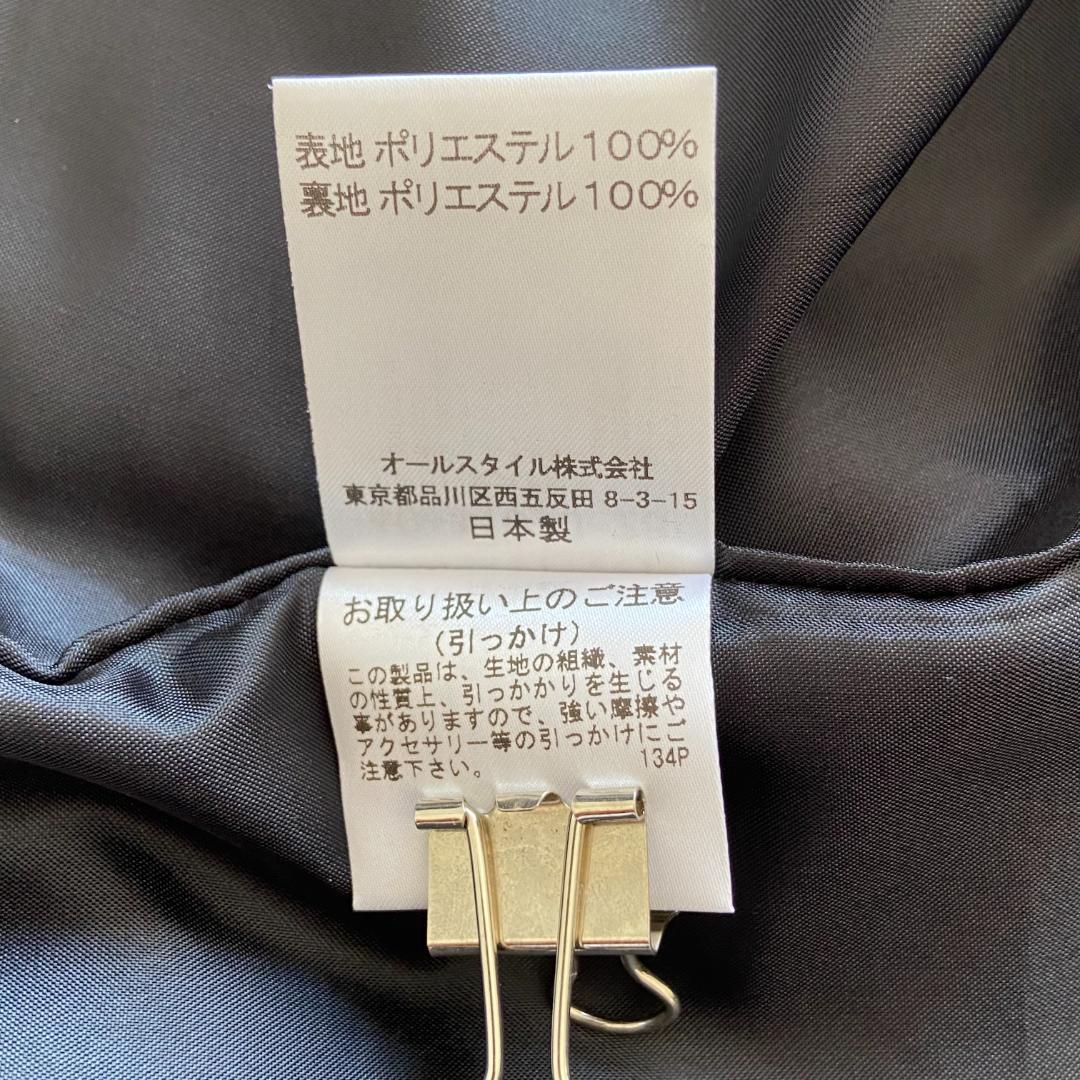 表地 ポリエステル100%
裏地 ポリエステル100%
オールスタイル株式会社
東京都品川区西五反田 8-3-15
日本製
お取り扱い上のご注意
(引っかけ)
この製品は、生地の組織、素材
の性質上、引っかかりを生じる
事がありますので、強い摩擦や
アクセサリー等の引っかけにご
注意下さい。 134P